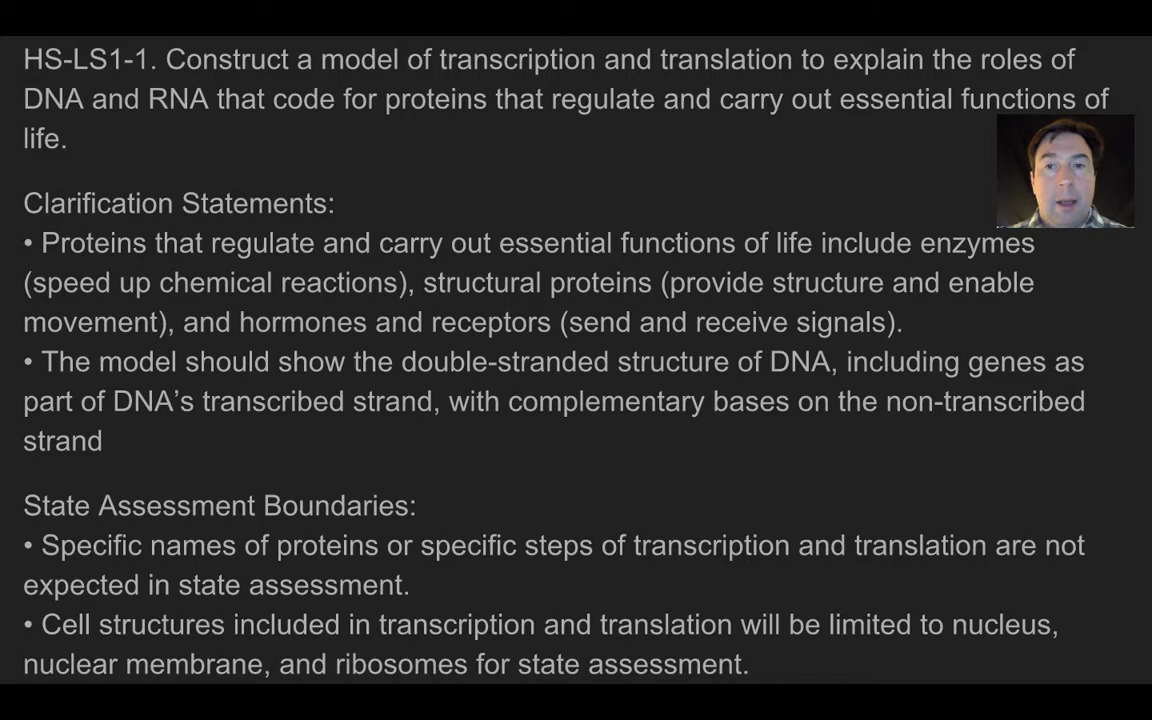 HS-LS1-1. Construct a model of transcription and translation to explain the roles of
DNA and RNA that code for proteins that regulate and carry out essential functions of
life.
Clarification Statements:
• Proteins that regulate and carry out essential functions of life include enzymes
(speed up chemical reactions), structural proteins (provide structure and enable
movement), and hormones and receptors (send and receive signals).
• The model should show the double-stranded structure of DNA, including genes as
part of DNA’s transcribed strand, with complementary bases on the non-transcribed
strand
State Assessment Boundaries:
• Specific names of proteins or specific steps of transcription and translation are not
expected in state assessment.
• Cell structures included in transcription and translation will be limited to nucleus,
nuclear membrane, and ribosomes for state assessment.